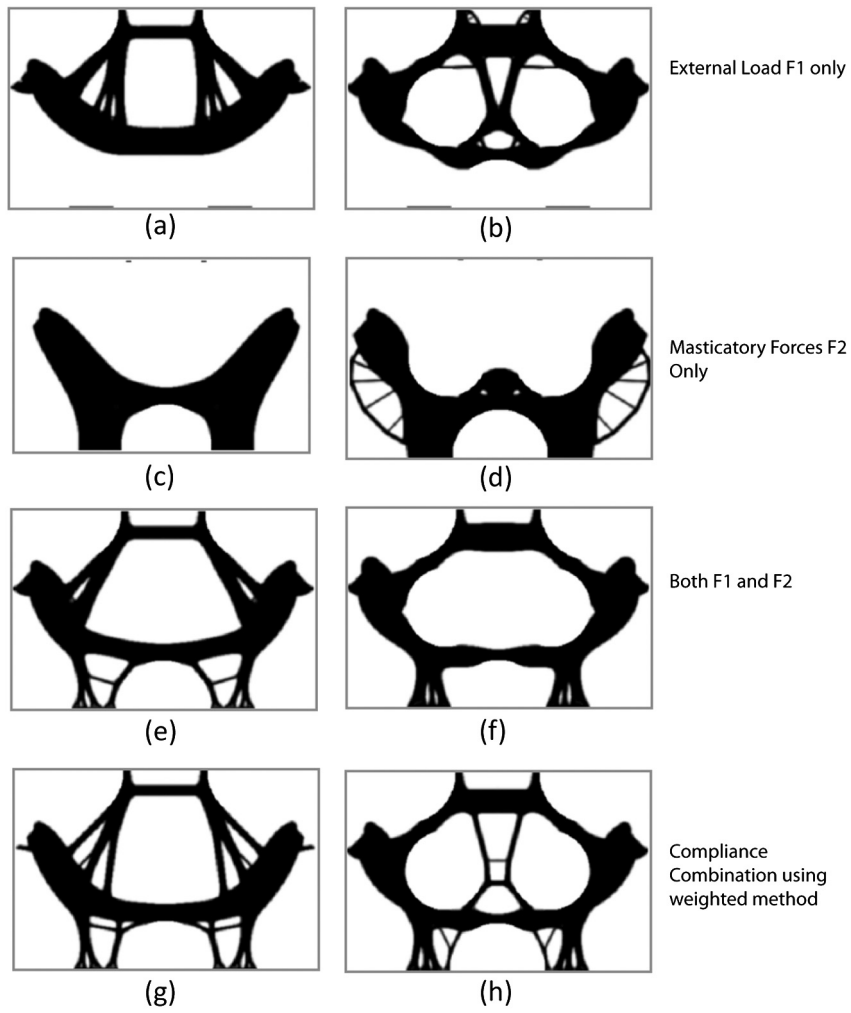 External Load F1 only
(a)
(b)
Masticatory Forces F2
Only
(c)
(d)
Both F1 and F2
(e)
(f)
Compliance
Combination using
weighted method
(g)
(h)